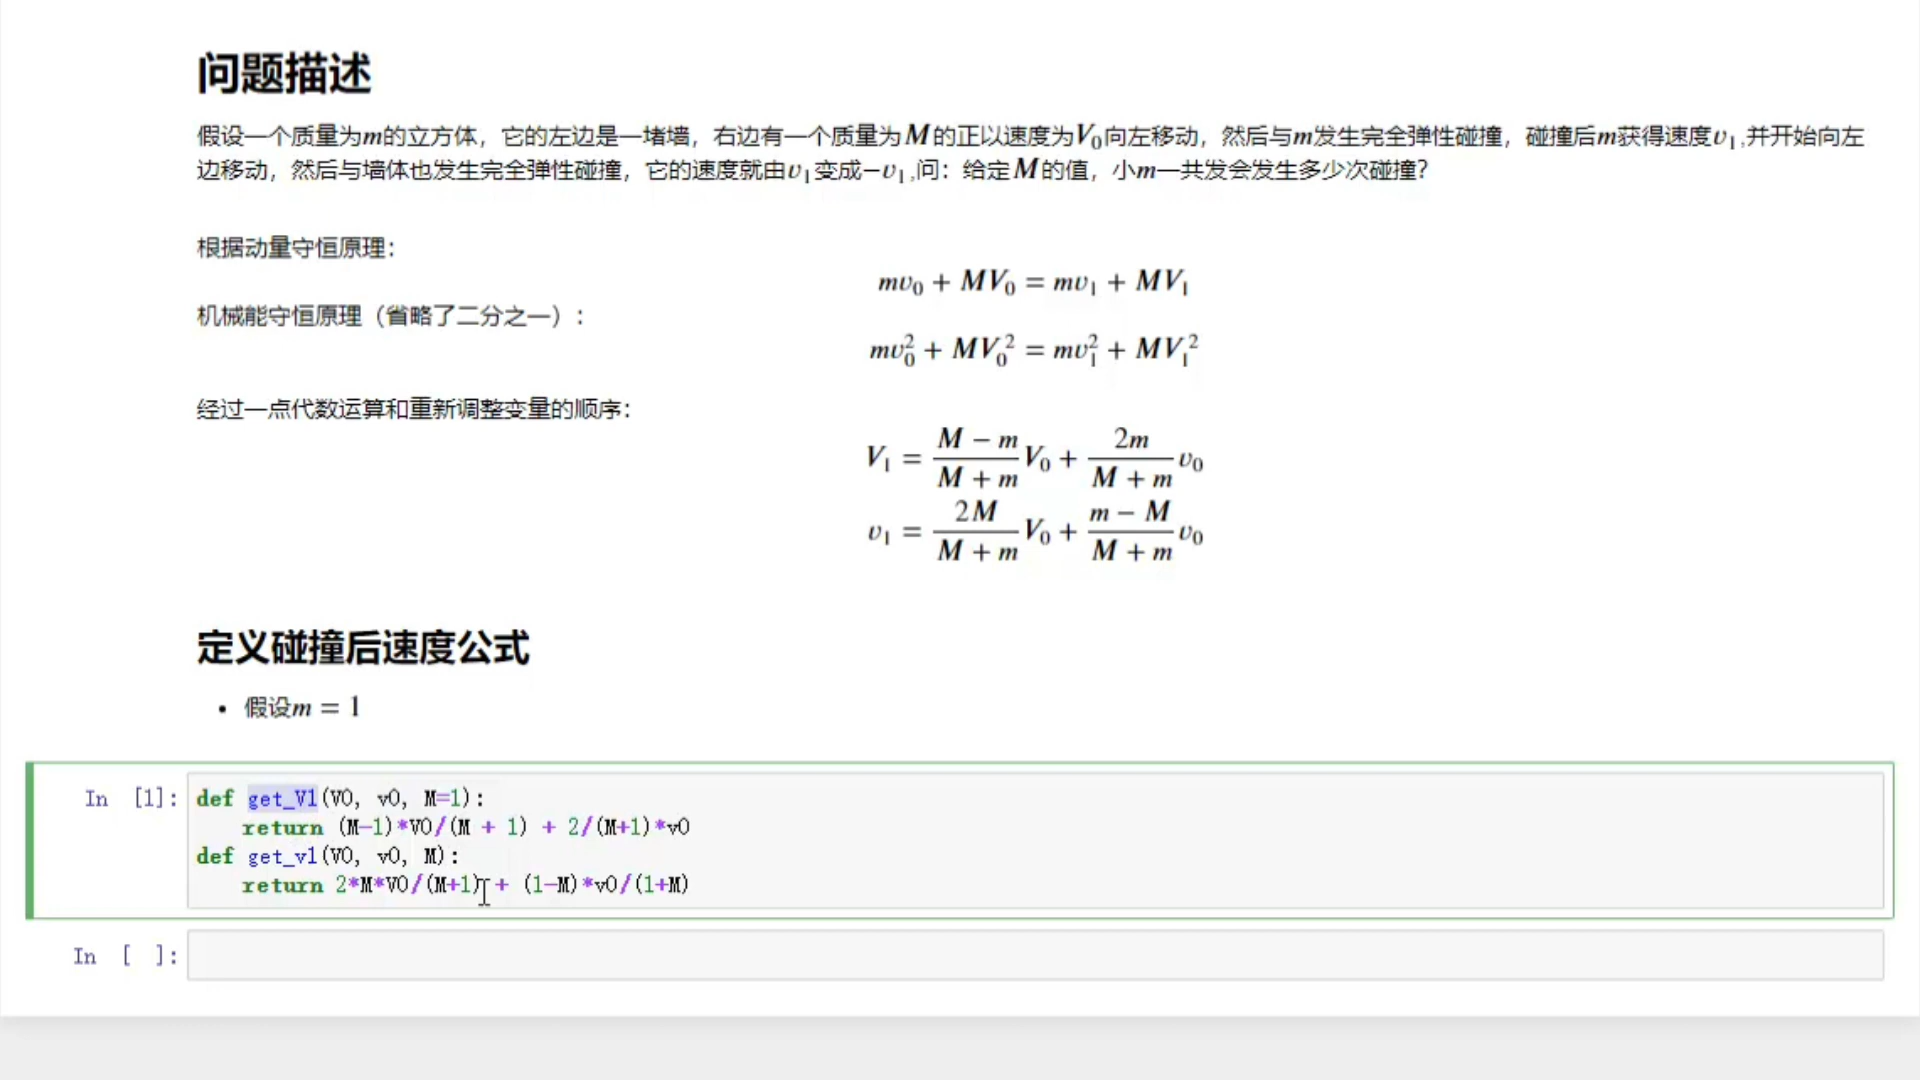 问题描述
假设一个质量为m的立方体，它的左边是一堵墙，右边有一个质量为M的正以速度为V₀向左移动，然后与m发生完全弹性碰撞，碰撞后m获得速度v₁,并开始向左
边移动，然后与墙体也发生完全弹性碰撞，它的速度就由v₁变成−v₁,问：给定M的值，小m一共发会发生多少次碰撞？
根据动量守恒原理：
mv₀ + MV₀ = mv₁ + MV₁
机械能守恒原理（省略了二分之一）：
mv₀² + MV₀² = mv₁² + MV₁²
经过一点代数运算和重新调整变量的顺序：
V₁ = \frac{M − m}{M + m}V₀ + \frac{2m}{M + m}v₀
v₁ = \frac{2M}{M + m}V₀ + \frac{m − M}{M + m}v₀
定义碰撞后速度公式
• 假设m = 1
In [1]: def get_V1(V0, v0, M=1):
return (M-1)*V0/(M + 1) + 2/(M+1)*v0
def get_v1(V0, v0, M):
return 2*M*V0/(M+1) + (1-M)*v0/(1+M)
In [ ]: